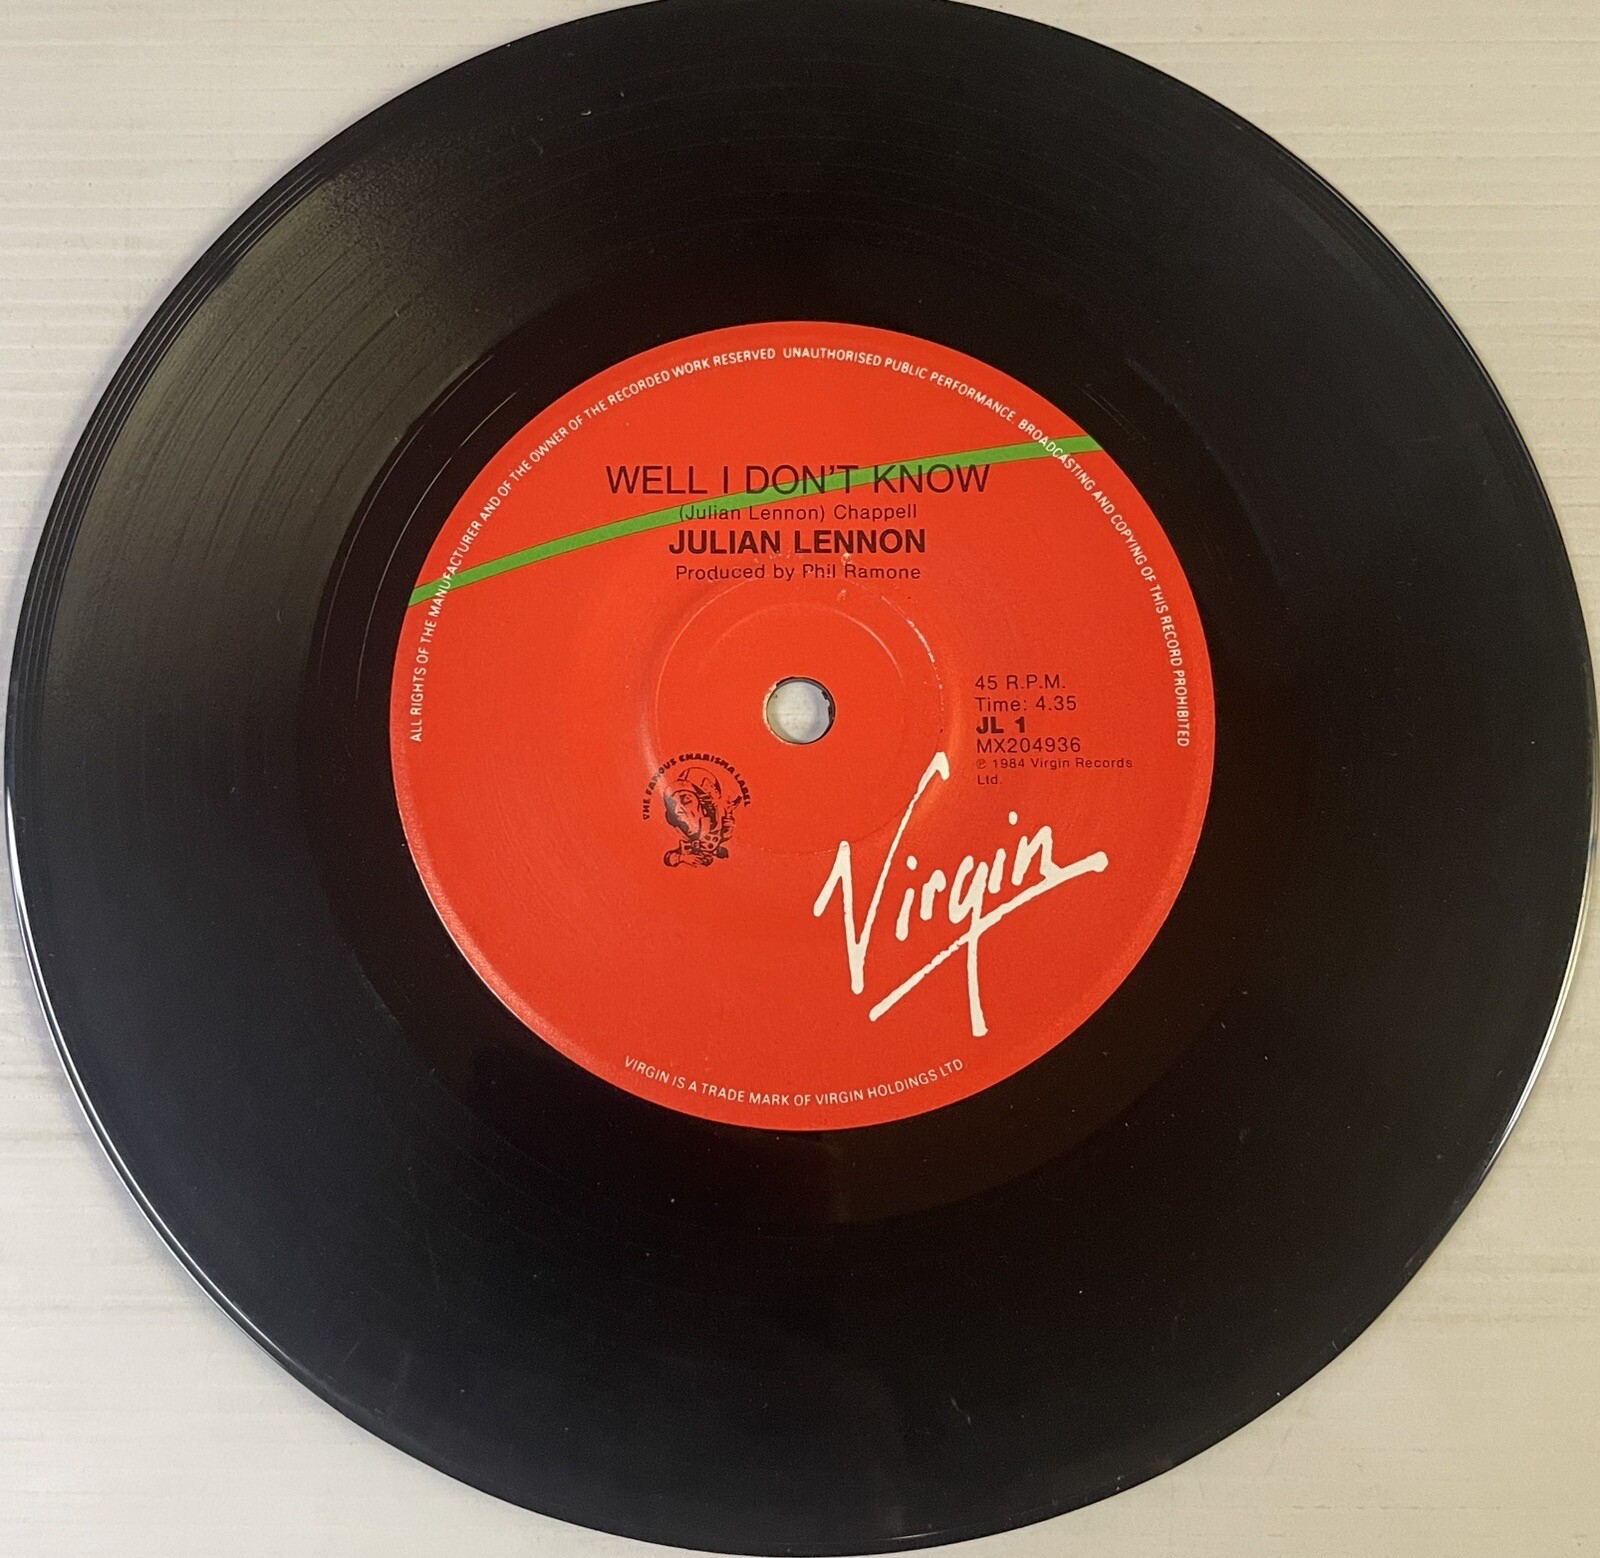 ALL RIGHTS OF THE MANUFACTURER AND OF THE OWNER OF THE RECORDED WORK RESERVED UNAUTHORISED PUBLIC PERFORMANCE, BROADCASTING AND COPYING OF THIS RECORD PROHIBITED
WELL I DON'T KNOW
(Julian Lennon) Chappell
JULIAN LENNON
Produced by Phil Ramone
45 R.P.M.
Time: 4.35
JL 1
MX204936
℗ 1984 Virgin Records
Ltd.
THE FAMOUS CHARISMA LABEL
Virgin
VIRGIN IS A TRADE MARK OF VIRGIN HOLDINGS LTD